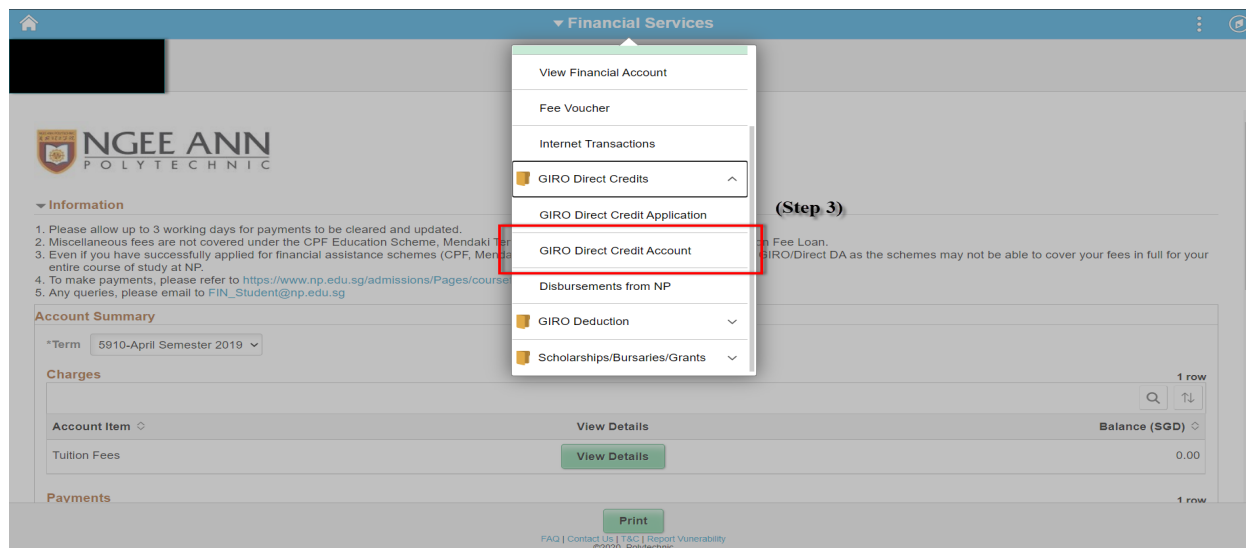 Financial Services
View Financial Account
Fee Voucher
Internet Transactions
GIRO Direct Credits
GIRO Direct Credit Application
(Step 3)
GIRO Direct Credit Account
Disbursements from NP
GIRO Deduction
Scholarships/Bursaries/Grants
NGEE ANN
POLYTECHNIC
Information
1. Please allow up to 3 working days for payments to be cleared and updated.
2. Miscellaneous fees are not covered under the CPF Education Scheme, Mendaki Fee Loan.
3. Even if you have successfully applied for financial assistance schemes (CPF, GIRO/Direct DA as the schemes may not be able to cover your fees in full for your
entire course of study at NP.
4. To make payments, please refer to https://www.np.edu.sg/admissions/Pages/
5. Any queries, please email to FIN_Student@np.edu.sg
Account Summary
*Term 5910-April Semester 2019
Charges
1 row
Account Item View Details Balance (SGD)
Tuition Fees View Details 0.00
Payments
1 row
Print
FAQ | Contact Us | T&C | Report Vunerability
©2020, Polytechnic